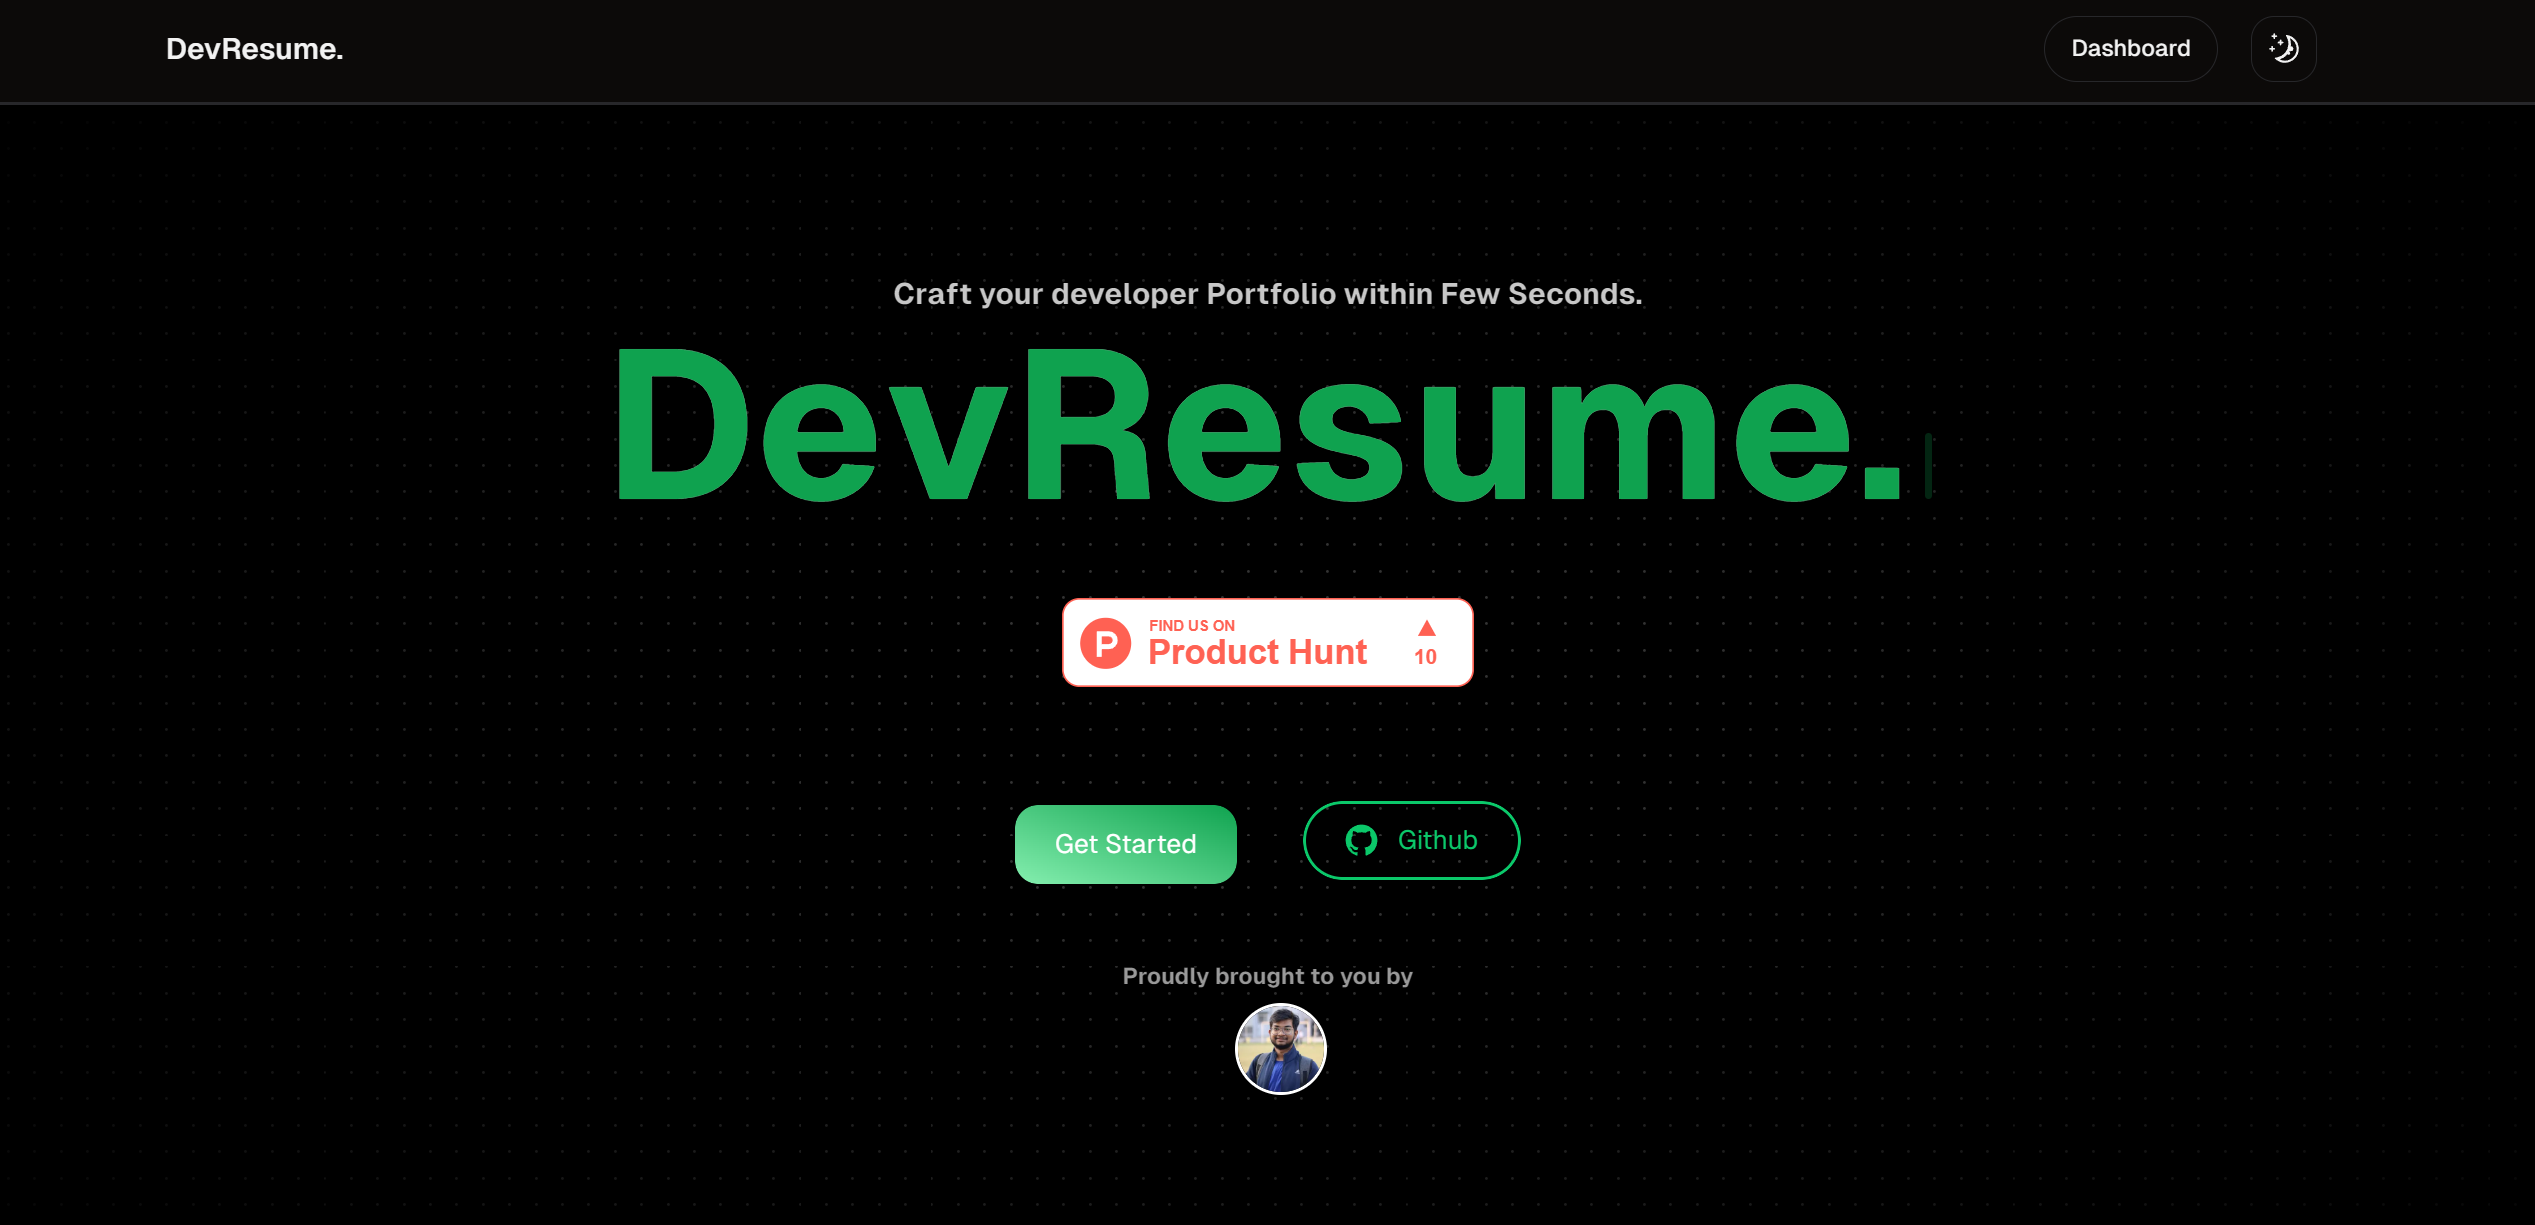 DevResume.
Dashboard
Craft your developer Portfolio within Few Seconds.
DevResume.
FIND US ON
Product Hunt
10
Get Started
Github
Proudly brought to you by